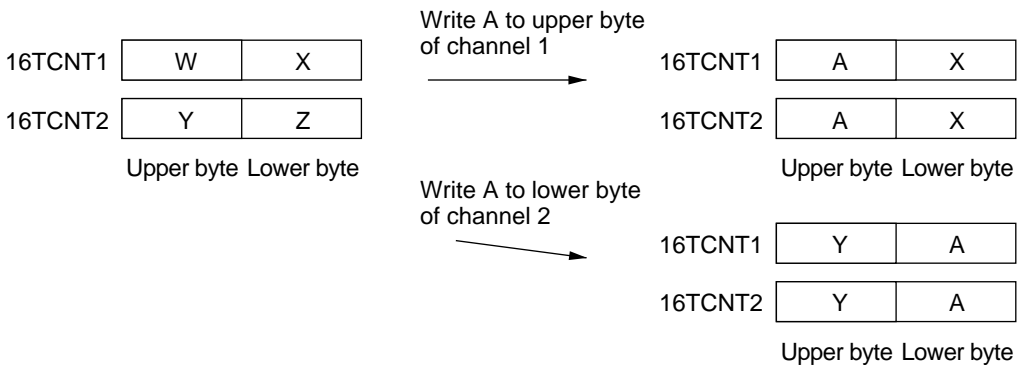 Write A to upper byte
of channel 1
16TCNT1 W X
16TCNT1 A X
16TCNT2 Y Z
16TCNT2 A X
Upper byte Lower byte
Upper byte Lower byte
Write A to lower byte
of channel 2
16TCNT1 Y A
16TCNT2 Y A
Upper byte Lower byte